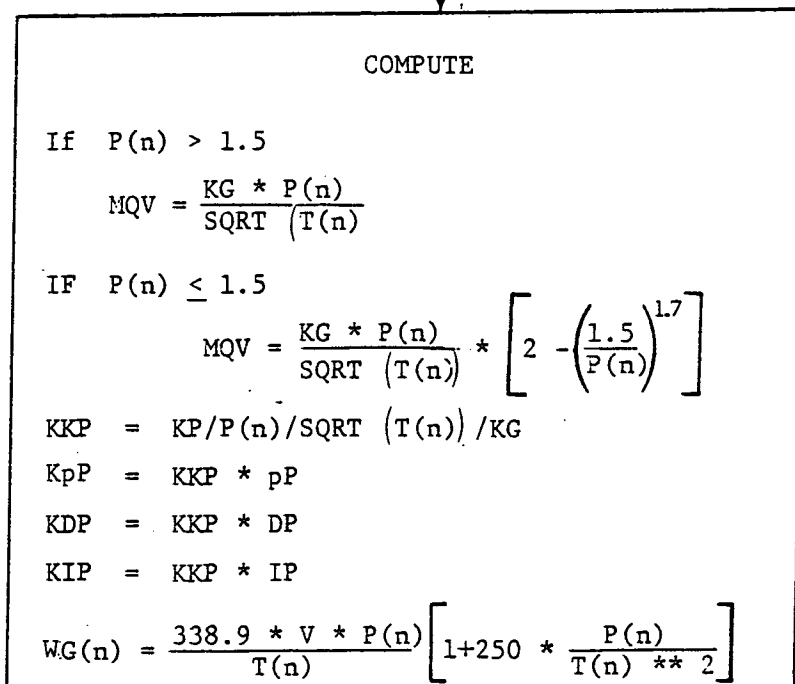 COMPUTE
If P(n) > 1.5
MQV = KG * P(n) / SQRT (T(n)
IF P(n) ≤ 1.5
MQV = KG * P(n) / SQRT (T(n)) * [2 - (1.5 / P(n))^1.7]
KKP = KP/P(n)/SQRT (T(n))/KG
KpP = KKP * pP
KDP = KKP * DP
KIP = KKP * IP
WG(n) = 338.9 * V * P(n) / T(n) [1+250 * P(n) / T(n) ** 2]